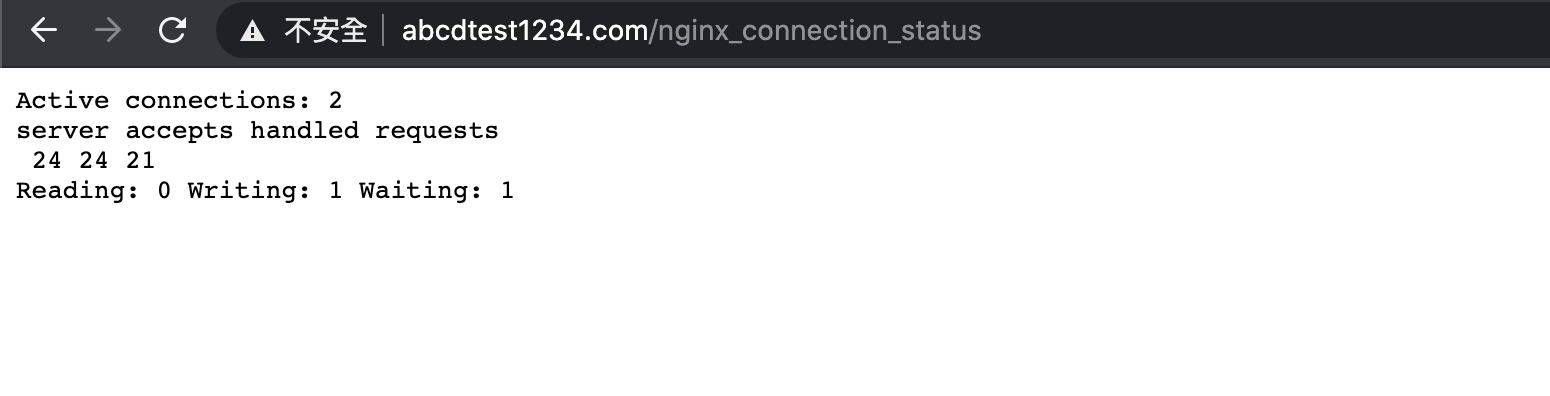 不安全 abcdtest1234.com/nginx_connection_status
Active connections: 2
server accepts handled requests
 24 24 21
Reading: 0 Writing: 1 Waiting: 1